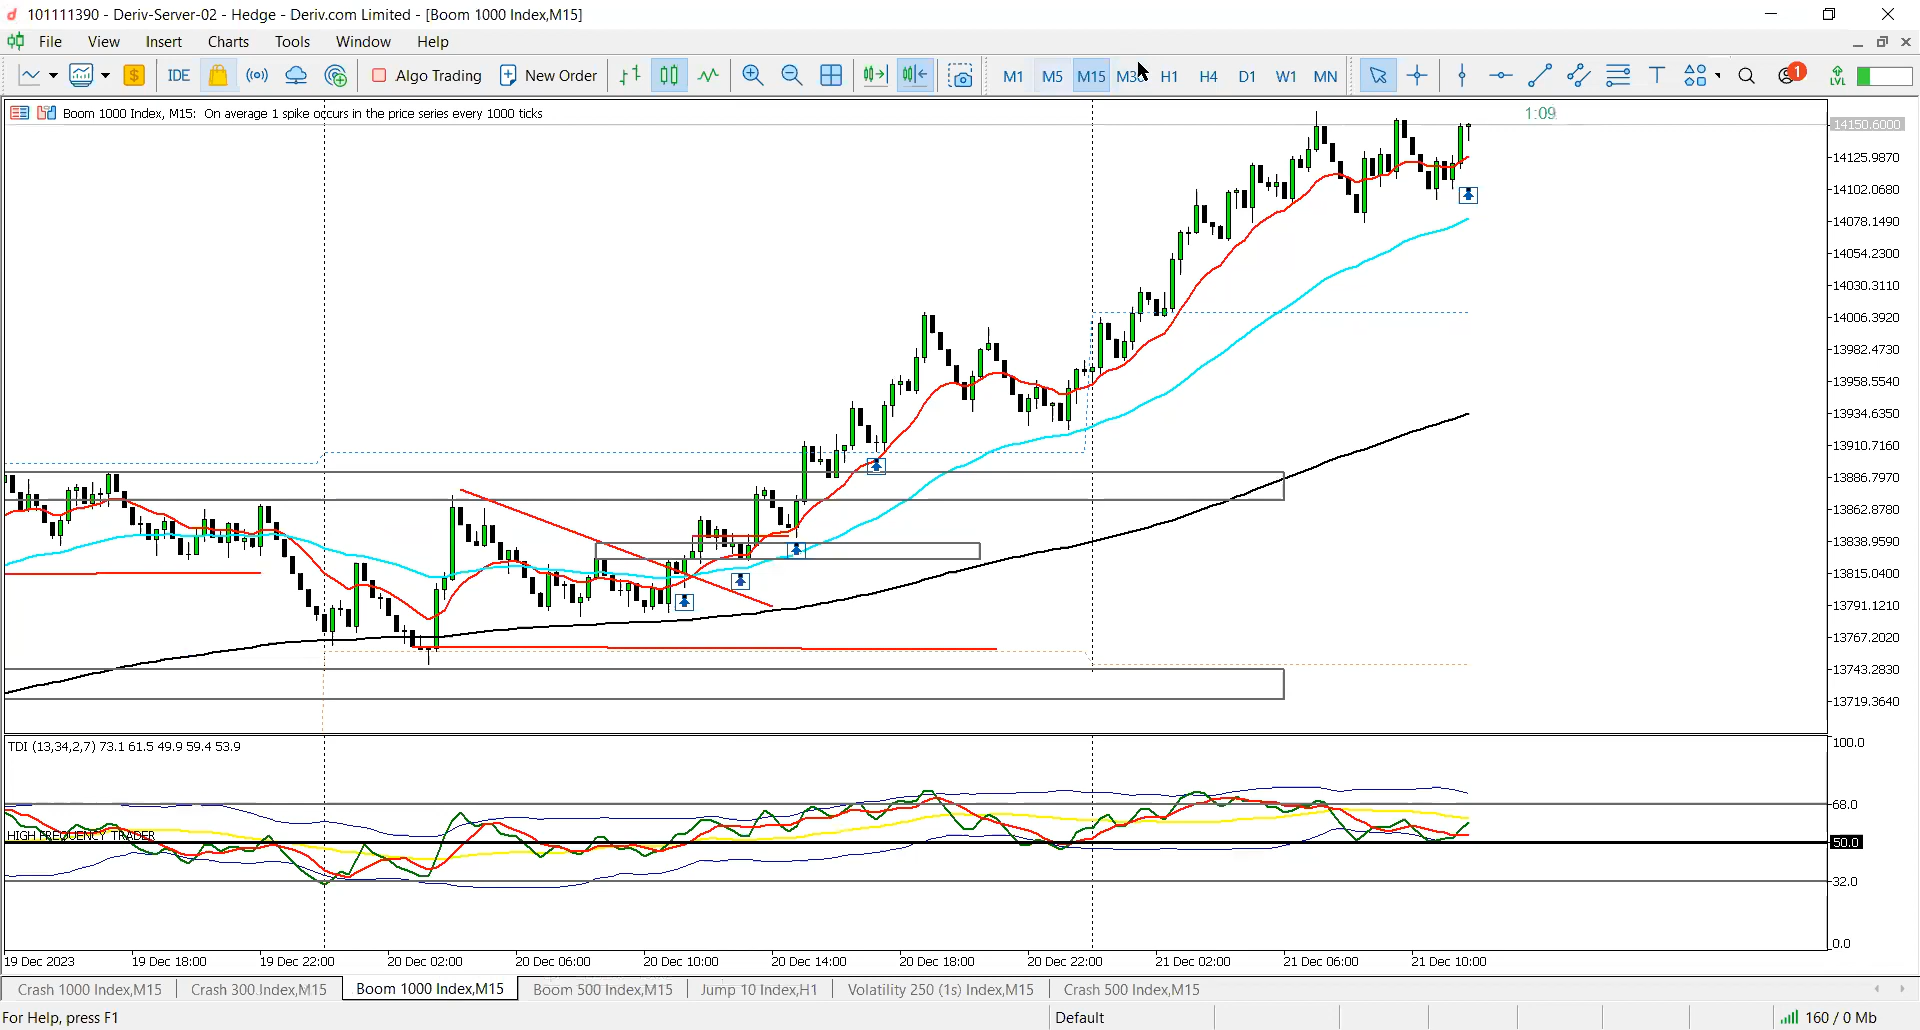 101111390 - Deriv-Server-02 - Hedge - Deriv.com Limited - [Boom 1000 Index,M15]
File View Insert Charts Tools Window Help
IDE Algo Trading New Order M1 M5 M15 M30 H1 H4 D1 W1 MN T 1 LVL
Boom 1000 Index, M15: On average 1 spike occurs in the price series every 1000 ticks
1:09
14150.6000
14125.9870
14102.0680
14078.1490
14054.2300
14030.3110
14006.3920
13982.4730
13958.5540
13934.6350
13910.7160
13886.7970
13862.8780
13838.9590
13815.0400
13791.1210
13767.2020
13743.2830
13719.3640
TDI (13,34,2,7) 73.1 61.5 49.9 59.4 53.9
100.0
68.0
HIGH FREQUENCY TRADER
50.0
32.0
0.0
19 Dec 2023 19 Dec 18:00 19 Dec 22:00 20 Dec 02:00 20 Dec 06:00 20 Dec 10:00 20 Dec 14:00 20 Dec 18:00 20 Dec 22:00 21 Dec 02:00 21 Dec 06:00 21 Dec 10:00
Crash 1000 Index,M15 Crash 300 Index,M15 Boom 1000 Index,M15 Boom 500 Index,M15 Jump 10 Index,H1 Volatility 250 (1s) Index,M15 Crash 500 Index,M15
For Help, press F1 Default 160 / 0 Mb